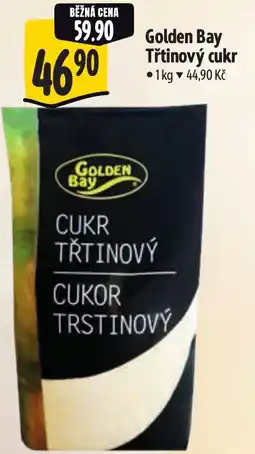 BĚŽNÁ CENA
59.90
46 90
Golden Bay
Třtinový cukr
• 1 kg ▼ 44,90 Kč
GOLDEN
Bay
CUKR
TŘTINOVÝ
CUKOR
TRSTINOVÝ